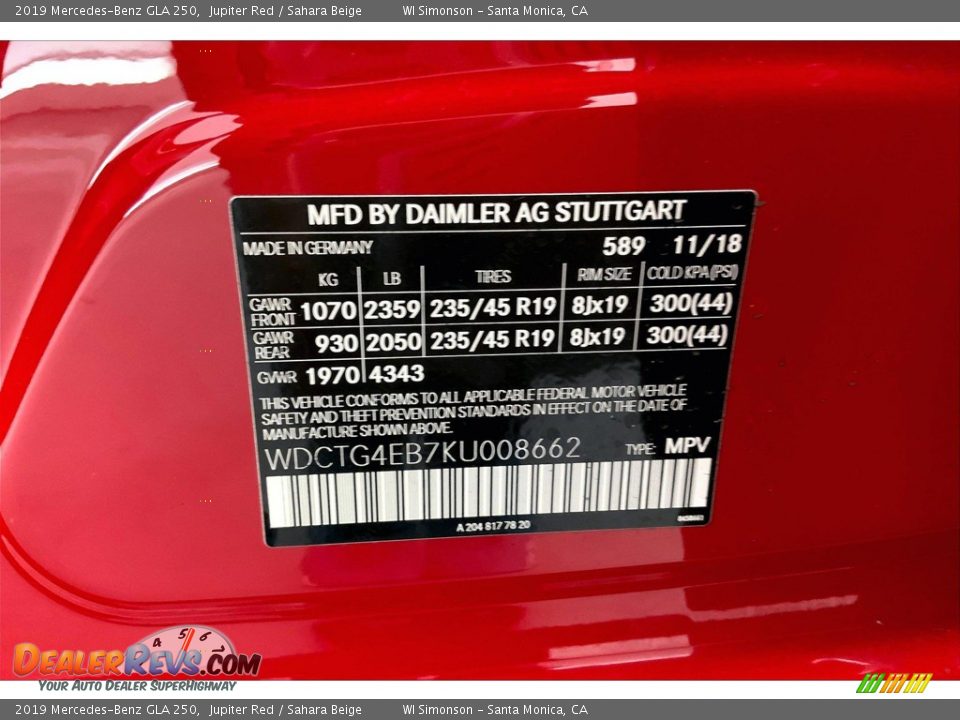 2019 Mercedes-Benz GLA 250, Jupiter Red / Sahara Beige WI Simonson - Santa Monica, CA
MFD BY DAIMLER AG STUTTGART
MADE IN GERMANY 589 11/18
KG LB TIRES RIM SIZE COLD KPA (PSI)
GAWR FRONT 1070 2359 235/45 R19 8Jx19 300(44)
GAWR REAR 930 2050 235/45 R19 8Jx19 300(44)
GVWR 1970 4343
THIS VEHICLE CONFORMS TO ALL APPLICABLE FEDERAL MOTOR VEHICLE
SAFETY AND THEFT PREVENTION STANDARDS IN EFFECT ON THE DATE OF
MANUFACTURE SHOWN ABOVE.
WDCTG4EB7KU008662 TYPE: MPV
A 204 817 78 20
4 5 6
DEALERREVS.COM
YOUR AUTO DEALER SUPERHIGHWAY
2019 Mercedes-Benz GLA 250, Jupiter Red / Sahara Beige WI Simonson - Santa Monica, CA